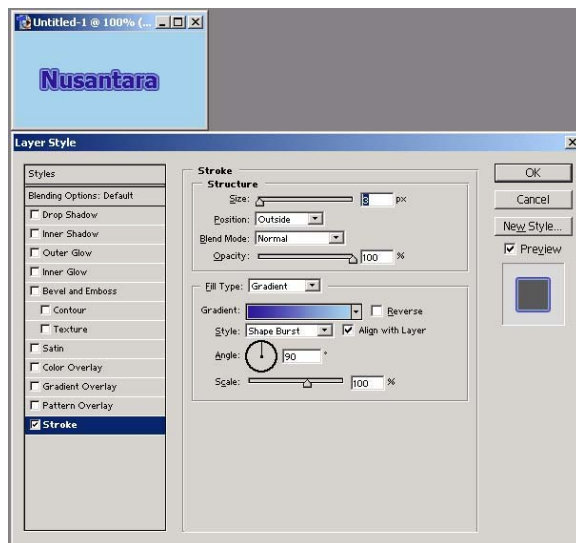 Untitled-1 @ 100% (...
Nusantara
Layer Style
Styles
Blending Options: Default
Drop Shadow
Inner Shadow
Outer Glow
Inner Glow
Bevel and Emboss
Contour
Texture
Satin
Color Overlay
Gradient Overlay
Pattern Overlay
Stroke
Stroke
Structure
Size: 3 px
Position: Outside
Blend Mode: Normal
Opacity: 100 %
Fill Type: Gradient
Gradient: Reverse
Style: Shape Burst Align with Layer
Angle: 90 °
Scale: 100 %
OK
Cancel
New Style...
Preview